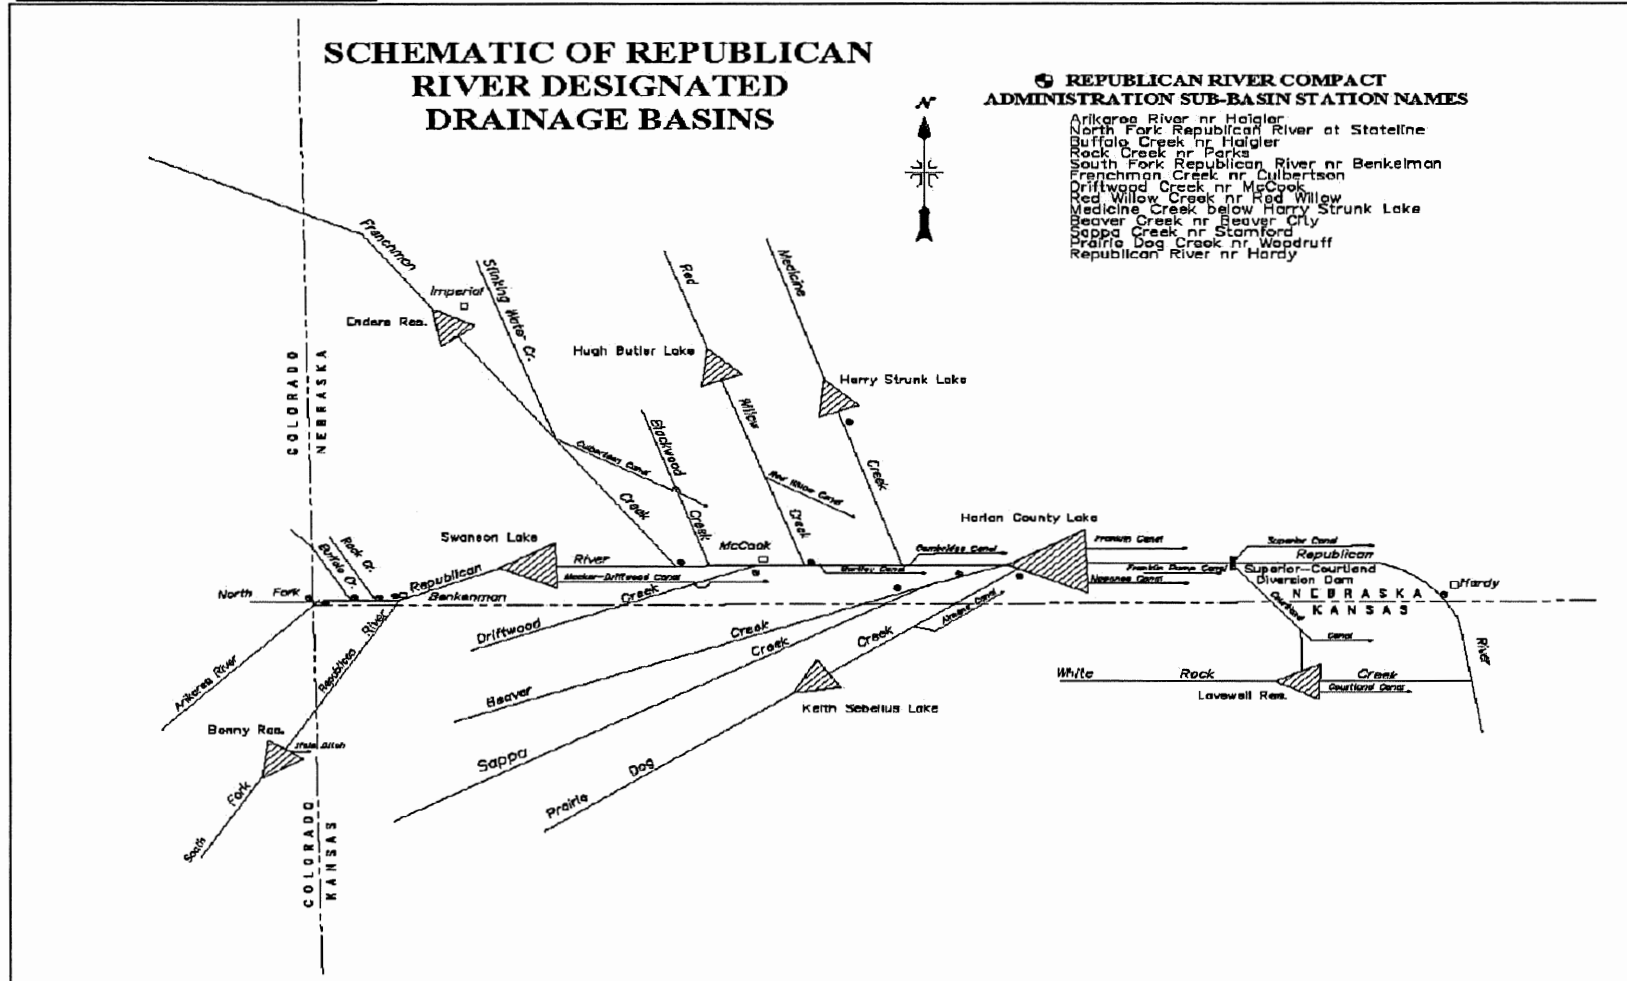 SCHEMATIC OF REPUBLICAN
RIVER DESIGNATED
DRAINAGE BASINS
N
REPUBLICAN RIVER COMPACT
ADMINISTRATION SUB-BASIN STATION NAMES
Arikaree River nr Haigler
North Fork Republican River at Stateline
Buffalo Creek nr Haigler
Rock Creek nr Parks
South Fork Republican River nr Benkelman
Frenchman Creek nr Culbertson
Driftwood Creek nr McCook
Red Willow Creek nr Red Willow
Medicine Creek below Harry Strunk Lake
Beaver Creek nr Beaver City
Sappa Creek nr Stamford
Prairie Dog Creek nr Woodruff
Republican River nr Hardy
Frenchman
Creek
Stinking Water Cr.
Imperial
Enders Res.
Red
Willow
Creek
Medicine
Creek
Hugh Butler Lake
Harry Strunk Lake
COLORADO
NEBRASKA
Blackwood
Creek
Culbertson Canal
Red Willow Canal
Rock Cr.
Buffalo Cr.
Swanson Lake
McCook
Harlan County Lake
River
Cambridge Canal
Franklin Canal
Superior Canal
Republican
Meeker-Driftwood Canal
Bartley Canal
Franklin Pump Canal
Superior-Courtland
Diversion Dam
Naponee Canal
Hardy
North Fork
Republican
Benkenman
NEBRASKA
KANSAS
Driftwood
Creek
Courtland
Canal
Almena Canal
River
Republican
River
Arikaree River
Beaver
Creek
Sappa
Creek
Prairie
Dog
Creek
Keith Sebelius Lake
White
Rock
Creek
Courtland Canal
Lovewell Res.
Bonny Res.
Hale Ditch
South
Fork
COLORADO
KANSAS